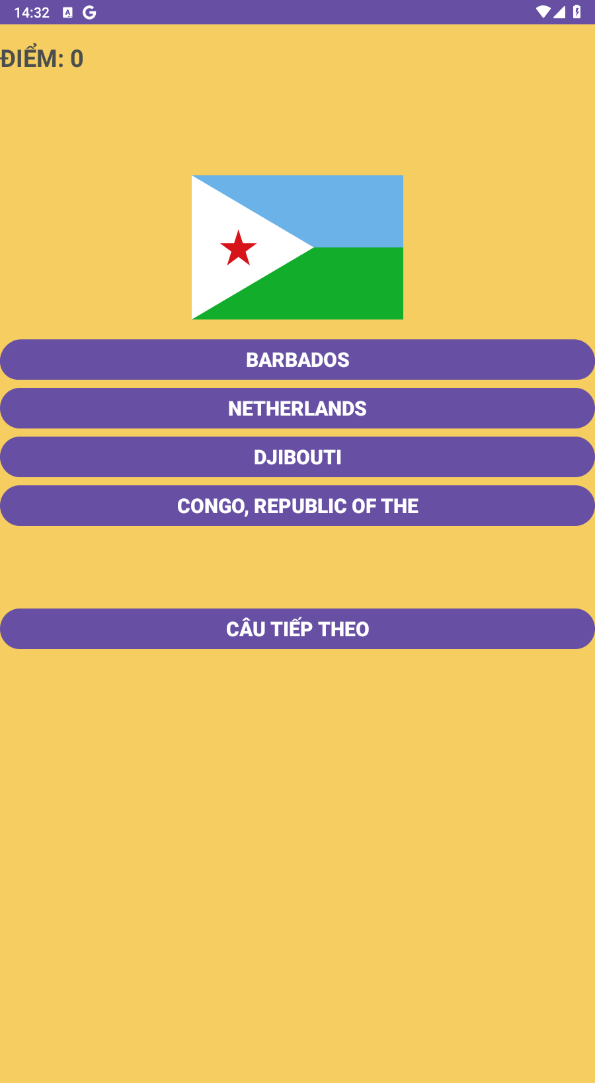 14:32
ĐIỂM: 0
BARBADOS
NETHERLANDS
DJIBOUTI
CONGO, REPUBLIC OF THE
CÂU TIẾP THEO